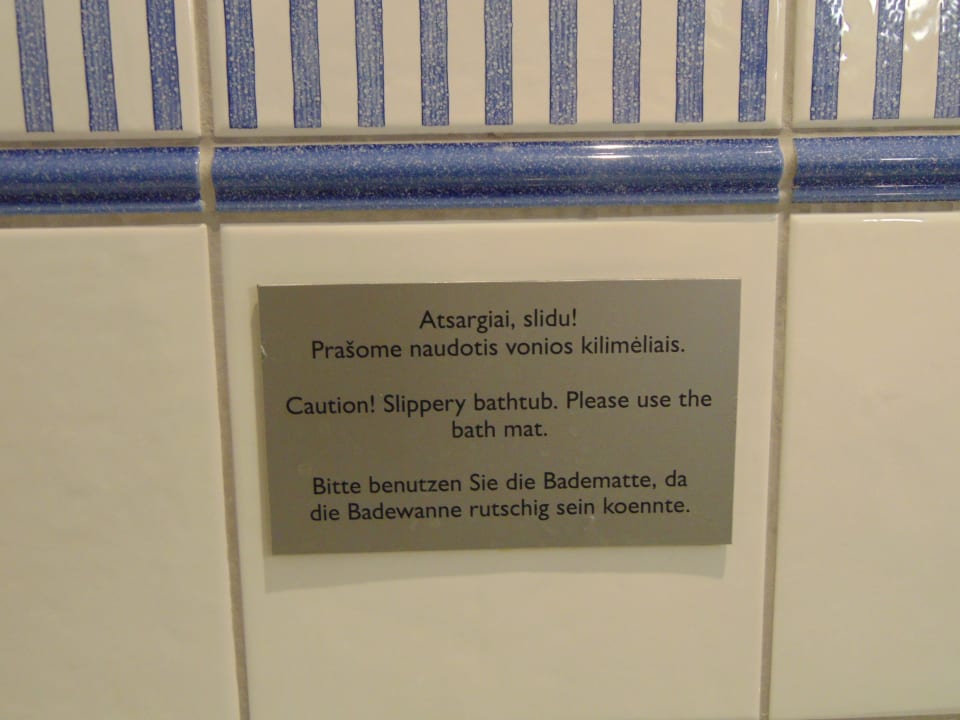 Atsargiai, slidu!
Prašome naudotis vonios kilimėliais.
Caution! Slippery bathtub. Please use the
bath mat.
Bitte benutzen Sie die Badematte, da
die Badewanne rutschig sein koennte.